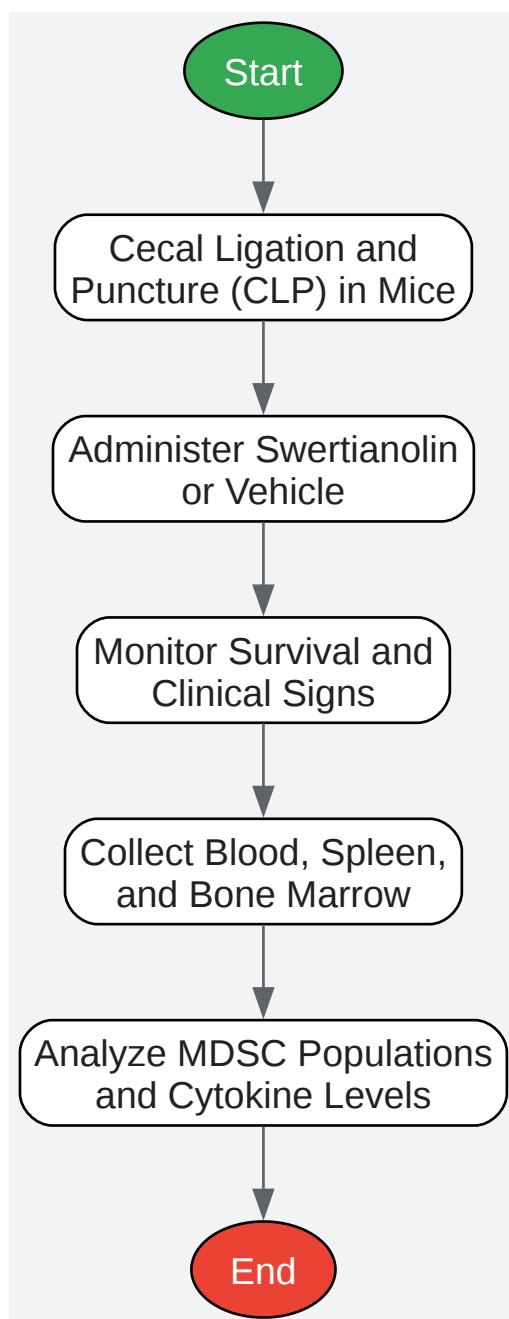 Start
Cecal Ligation and
Puncture (CLP) in Mice
Administer Swertianolin
or Vehicle
Monitor Survival and
Clinical Signs
Collect Blood, Spleen,
and Bone Marrow
Analyze MDSC Populations
and Cytokine Levels
End